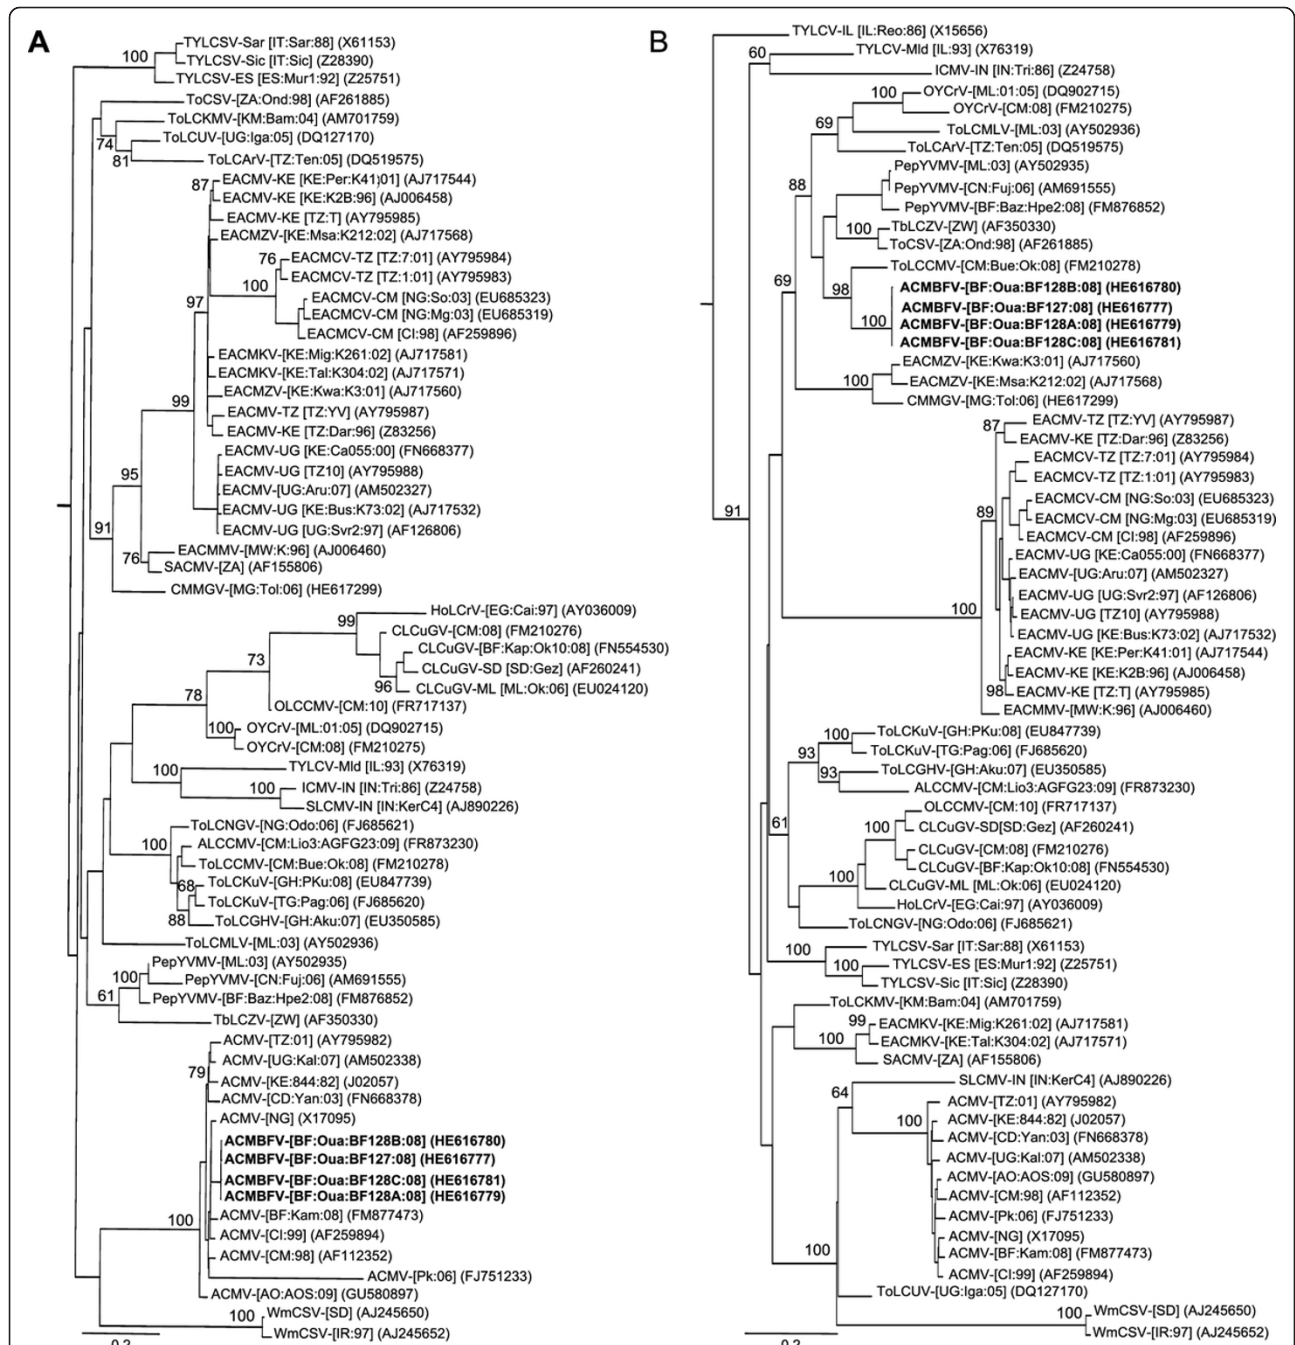 A
100
TYLCSV-Sar [IT:Sar:88] (X61153)
TYLCSV-Sic [IT:Sic] (Z28390)
TYLCSV-ES [ES:Mur1:92] (Z25751)
ToCSV-[ZA:Ond:98] (AF261885)
ToLCKMV-[KM:Bam:04] (AM701759)
74
ToLCUV-[UG:Iga:05] (DQ127170)
81
ToLCArV-[TZ:Ten:05] (DQ519575)
87
EACMV-KE [KE:Per:K41)01] (AJ717544)
EACMV-KE [KE:K2B:96] (AJ006458)
EACMV-KE [TZ:T] (AY795985)
EACMZV-[KE:Msa:K212:02] (AJ717568)
76
EACMCV-TZ [TZ:7:01] (AY795984)
EACMCV-TZ [TZ:1:01] (AY795983)
100
EACMCV-CM [NG:So:03] (EU685323)
97
EACMCV-CM [NG:Mg:03] (EU685319)
EACMCV-CM [CI:98] (AF259896)
EACMKV-[KE:Mig:K261:02] (AJ717581)
EACMKV-[KE:Tal:K304:02] (AJ717571)
EACMZV-[KE:Kwa:K3:01] (AJ717560)
99
EACMV-TZ [TZ:YV] (AY795987)
EACMV-KE [TZ:Dar:96] (Z83256)
EACMV-UG [KE:Ca055:00] (FN668377)
EACMV-UG [TZ10] (AY795988)
95
EACMV-[UG:Aru:07] (AM502327)
EACMV-UG [KE:Bus:K73:02] (AJ717532)
EACMV-UG [UG:Svr2:97] (AF126806)
91
EACMMV-[MW:K:96] (AJ006460)
76
SACMV-[ZA] (AF155806)
CMMGV-[MG:Tol:06] (HE617299)
HoLCrV-[EG:Cai:97] (AY036009)
99
CLCuGV-[CM:08] (FM210276)
CLCuGV-[BF:Kap:Ok10:08] (FN554530)
73
CLCuGV-SD [SD:Gez] (AF260241)
96
CLCuGV-ML [ML:Ok:06] (EU024120)
78
OLCCMV-[CM:10] (FR717137)
100
OYCrV-[ML:01:05] (DQ902715)
OYCrV-[CM:08] (FM210275)
100
TYLCV-Mld [IL:93] (X76319)
100
ICMV-IN [IN:Tri:86] (Z24758)
SLCMV-IN [IN:KerC4] (AJ890226)
ToLCNGV-[NG:Odo:06] (FJ685621)
100
ALCCMV-[CM:Lio3:AGFG23:09] (FR873230)
ToLCCMV-[CM:Bue:Ok:08] (FM210278)
68
ToLCKuV-[GH:PKu:08] (EU847739)
ToLCKuV-[TG:Pag:06] (FJ685620)
88
ToLCGHV-[GH:Aku:07] (EU350585)
ToLCMLV-[ML:03] (AY502936)
PepYVMV-[ML:03] (AY502935)
100
PepYVMV-[CN:Fuj:06] (AM691555)
61
PepYVMV-[BF:Baz:Hpe2:08] (FM876852)
TbLCZV-[ZW] (AF350330)
ACMV-[TZ:01] (AY795982)
ACMV-[UG:Kal:07] (AM502338)
79
ACMV-[KE:844:82] (J02057)
ACMV-[CD:Yan:03] (FN668378)
ACMV-[NG] (X17095)
ACMBFV-[BF:Oua:BF128B:08] (HE616780)
ACMBFV-[BF:Oua:BF127:08] (HE616777)
ACMBFV-[BF:Oua:BF128C:08] (HE616781)
ACMBFV-[BF:Oua:BF128A:08] (HE616779)
100
ACMV-[BF:Kam:08] (FM877473)
ACMV-[CI:99] (AF259894)
ACMV-[CM:98] (AF112352)
ACMV-[Pk:06] (FJ751233)
ACMV-[AO:AOS:09] (GU580897)
100
WmCSV-[SD] (AJ245650)
WmCSV-[IR:97] (AJ245652)
B
TYLCV-IL [IL:Reo:86] (X15656)
60
TYLCV-Mld [IL:93] (X76319)
ICMV-IN [IN:Tri:86] (Z24758)
100
OYCrV-[ML:01:05] (DQ902715)
OYCrV-[CM:08] (FM210275)
69
ToLCMLV-[ML:03] (AY502936)
ToLCArV-[TZ:Ten:05] (DQ519575)
PepYVMV-[ML:03] (AY502935)
88
PepYVMV-[CN:Fuj:06] (AM691555)
PepYVMV-[BF:Baz:Hpe2:08] (FM876852)
100
TbLCZV-[ZW] (AF350330)
ToCSV-[ZA:Ond:98] (AF261885)
69
ToLCCMV-[CM:Bue:Ok:08] (FM210278)
98
ACMBFV-[BF:Oua:BF128B:08] (HE616780)
ACMBFV-[BF:Oua:BF127:08] (HE616777)
100
ACMBFV-[BF:Oua:BF128A:08] (HE616779)
ACMBFV-[BF:Oua:BF128C:08] (HE616781)
EACMZV-[KE:Kwa:K3:01] (AJ717560)
100
EACMZV-[KE:Msa:K212:02] (AJ717568)
CMMGV-[MG:Tol:06] (HE617299)
87
EACMV-TZ [TZ:YV] (AY795987)
EACMV-KE [TZ:Dar:96] (Z83256)
EACMCV-TZ [TZ:7:01] (AY795984)
EACMCV-TZ [TZ:1:01] (AY795983)
EACMCV-CM [NG:So:03] (EU685323)
91
89
EACMCV-CM [NG:Mg:03] (EU685319)
EACMCV-CM [CI:98] (AF259896)
EACMV-UG [KE:Ca055:00] (FN668377)
EACMV-[UG:Aru:07] (AM502327)
EACMV-UG [UG:Svr2:97] (AF126806)
100
EACMV-UG [TZ10] (AY795988)
EACMV-UG [KE:Bus:K73:02] (AJ717532)
EACMV-KE [KE:Per:K41:01] (AJ717544)
EACMV-KE [KE:K2B:96] (AJ006458)
98
EACMV-KE [TZ:T] (AY795985)
EACMMV-[MW:K:96] (AJ006460)
100
ToLCKuV-[GH:PKu:08] (EU847739)
93
ToLCKuV-[TG:Pag:06] (FJ685620)
93
ToLCGHV-[GH:Aku:07] (EU350585)
ALCCMV-[CM:Lio3:AGFG23:09] (FR873230)
61
OLCCMV-[CM:10] (FR717137)
100
CLCuGV-SD[SD:Gez] (AF260241)
CLCuGV-[CM:08] (FM210276)
CLCuGV-[BF:Kap:Ok10:08] (FN554530)
100
CLCuGV-ML [ML:Ok:06] (EU024120)
HoLCrV-[EG:Cai:97] (AY036009)
ToLCNGV-[NG:Odo:06] (FJ685621)
100
TYLCSV-Sar [IT:Sar:88] (X61153)
100
TYLCSV-ES [ES:Mur1:92] (Z25751)
TYLCSV-Sic [IT:Sic] (Z28390)
ToLCKMV-[KM:Bam:04] (AM701759)
99
EACMKV-[KE:Mig:K261:02] (AJ717581)
100
EACMKV-[KE:Tal:K304:02] (AJ717571)
SACMV-[ZA] (AF155806)
SLCMV-IN [IN:KerC4] (AJ890226)
64
ACMV-[TZ:01] (AY795982)
100
ACMV-[KE:844:82] (J02057)
ACMV-[CD:Yan:03] (FN668378)
ACMV-[UG:Kal:07] (AM502338)
ACMV-[AO:AOS:09] (GU580897)
ACMV-[CM:98] (AF112352)
ACMV-[Pk:06] (FJ751233)
ACMV-[NG] (X17095)
100
ACMV-[BF:Kam:08] (FM877473)
ACMV-[CI:99] (AF259894)
ToLCUV-[UG:Iga:05] (DQ127170)
100
WmCSV-[SD] (AJ245650)
WmCSV-[IR:97] (AJ245652)